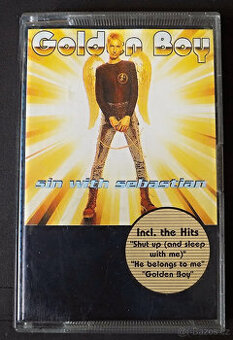 Golden Boy
sin with sebastian
Incl. the Hits
"Shut up (and sleep
with me)"
"He belongs to me"
"Golden Boy"